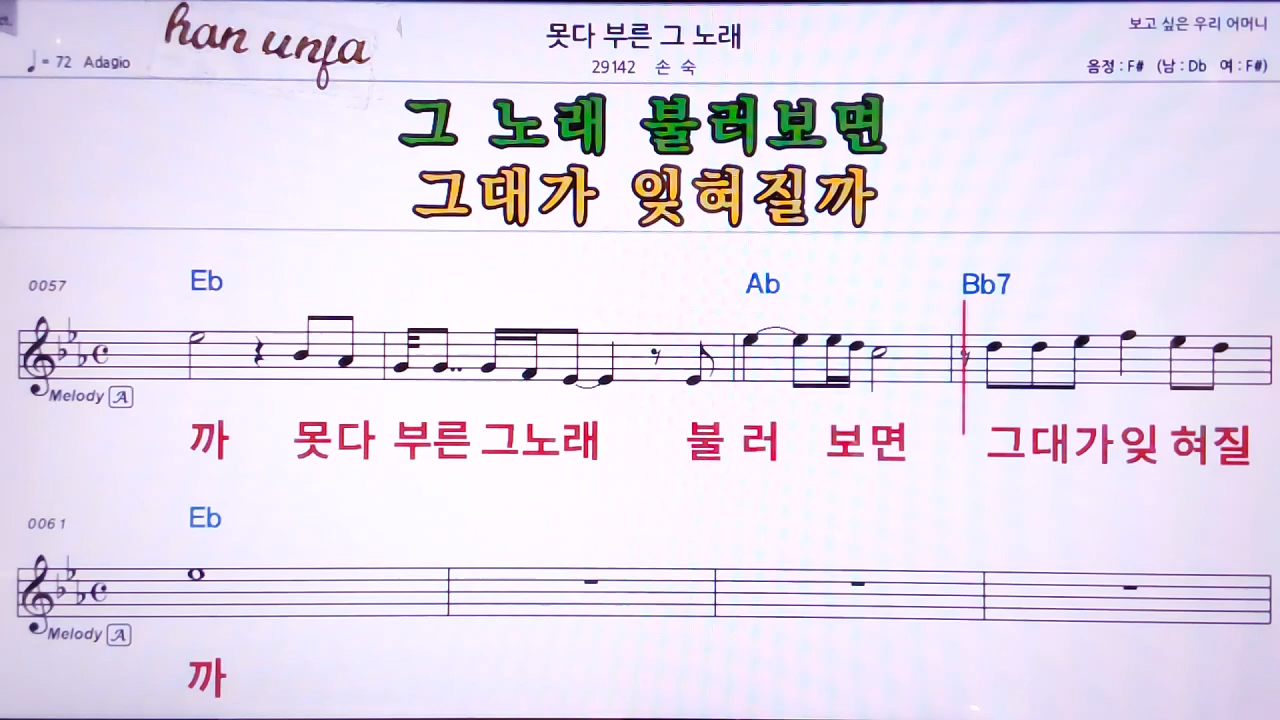 ct.
han unja
못다 부른 그 노래
보고 싶은 우리 어머니
♩ = 72 Adagio
29142 손 숙
음정 : F# (남 : Db 여 : F#)
그 노래 불러보면
그대가 잊혀질까
0057 Eb Ab Bb7
Melody A
까 못다 부른 그노래 불 러 보면 그대가잊 혀질
0061 Eb
Melody A
까